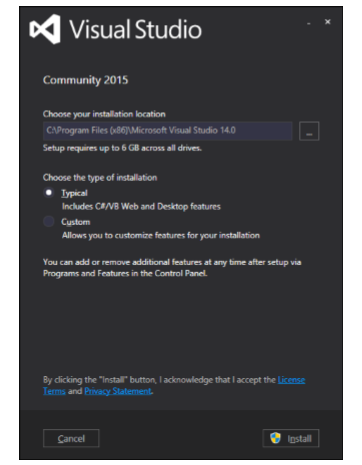 Visual Studio
Community 2015
Choose your installation location
C:\Program Files (x86)\Microsoft Visual Studio 14.0
...
Setup requires up to 6 GB across all drives.
Choose the type of installation
Typical
Includes C#/VB Web and Desktop features
Custom
Allows you to customize features for your installation
You can add or remove additional features at any time after setup via
Programs and Features in the Control Panel.
By clicking the "Install" button, I acknowledge that I accept the License
Terms and Privacy Statement.
Cancel
Install